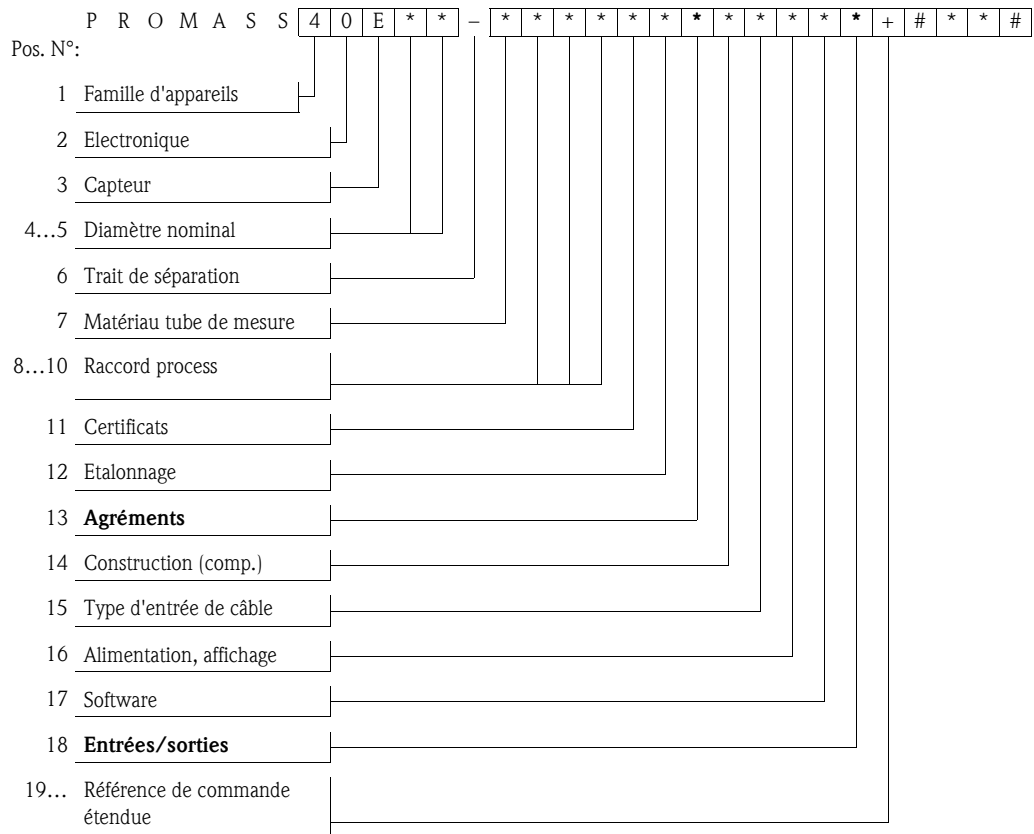 P R O M A S S 4 0 E * * – * * * * * * * * * * * * + # * * #
Pos. N°:
1 Famille d'appareils
2 Electronique
3 Capteur
4…5 Diamètre nominal
6 Trait de séparation
7 Matériau tube de mesure
8…10 Raccord process
11 Certificats
12 Etalonnage
13 Agréments
14 Construction (comp.)
15 Type d'entrée de câble
16 Alimentation, affichage
17 Software
18 Entrées/sorties
19… Référence de commande
étendue